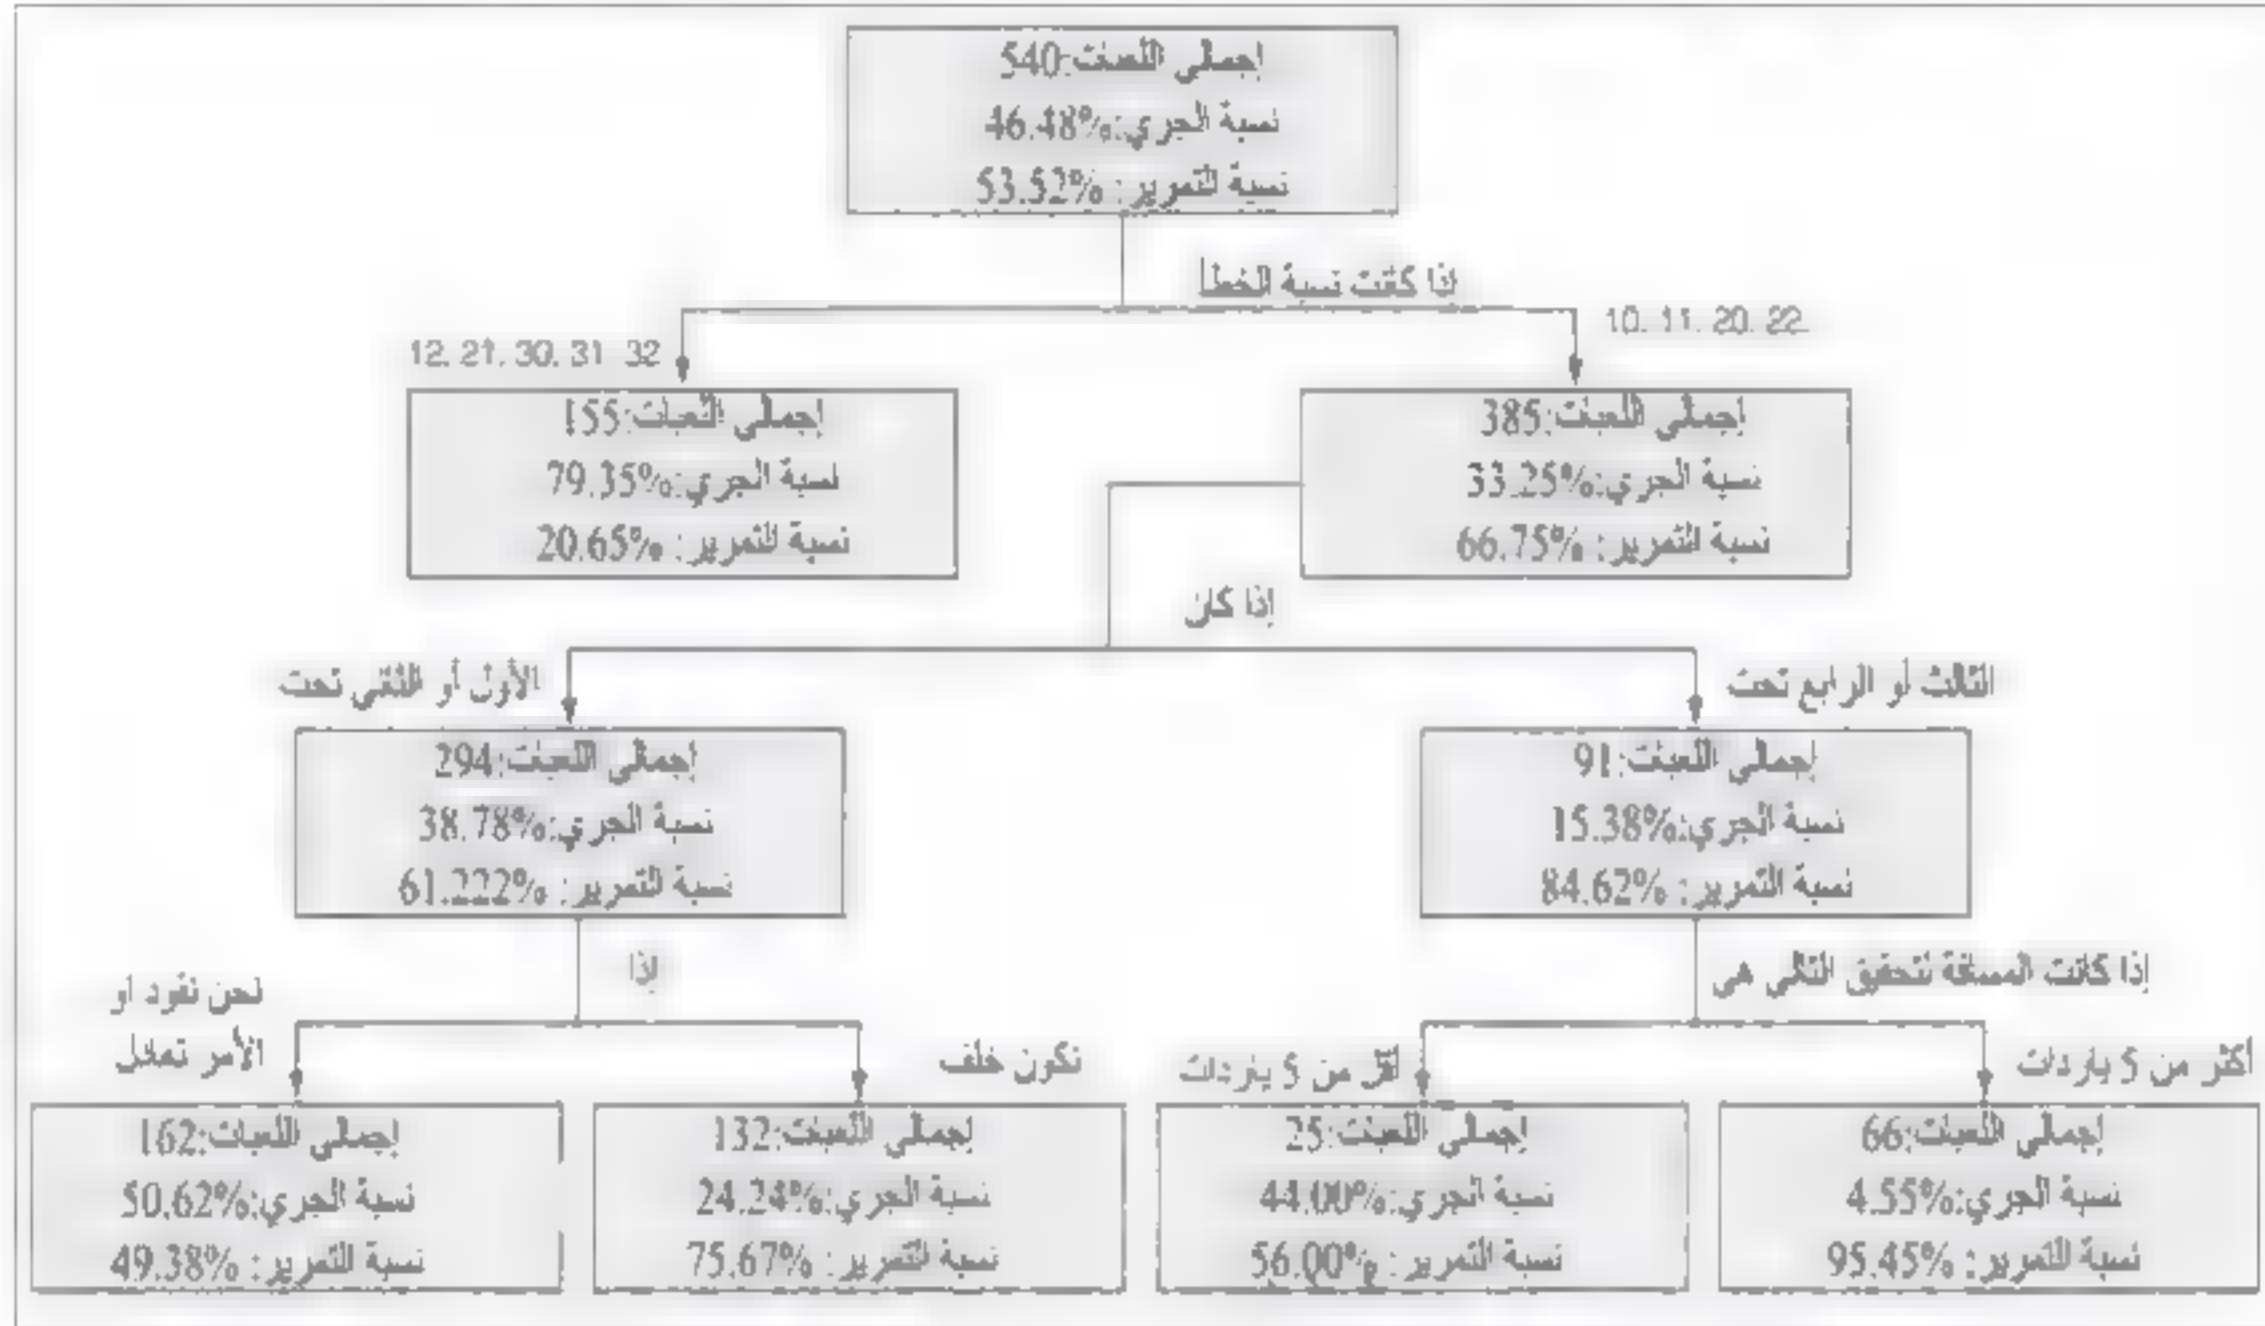 إجمالي اللعبات:540
نسبة الجري:46.48%
نسبة التمرير: 53.52%
إذا كانت نسبة الخطأ
10. 11. 20. 22.
12. 21. 30. 31 32
إجمالي اللعبات:385
نسبة الجري:33.25%
نسبة التمرير: 66.75%
إجمالي اللعبات:155
نسبة الجري:79.35%
نسبة التمرير: 20.65%
إذا كان
الثالث أو الرابع تحت
الأول أو الثاني تحت
إجمالي اللعبات:91
نسبة الجري:15.38%
نسبة التمرير: 84.62%
إجمالي اللعبات:294
نسبة الجري:38.78%
نسبة التمرير: 61.222%
إذا كانت المسافة لتحقيق التالي هي
إذا
أكثر من 5 ياردات
أقل من 5 ياردات
نكون خلف
نحن نقود او
الأمر تعادل
إجمالي اللعبات:66
نسبة الجري:4.55%
نسبة التمرير: 95.45%
إجمالي اللعبات:25
نسبة الجري:44.00%
نسبة التمرير: 56.00%
إجمالي اللعبات:132
نسبة الجري:24.24%
نسبة التمرير: 75.67%
إجمالي اللعبات:162
نسبة الجري:50.62%
نسبة التمرير: 49.38%